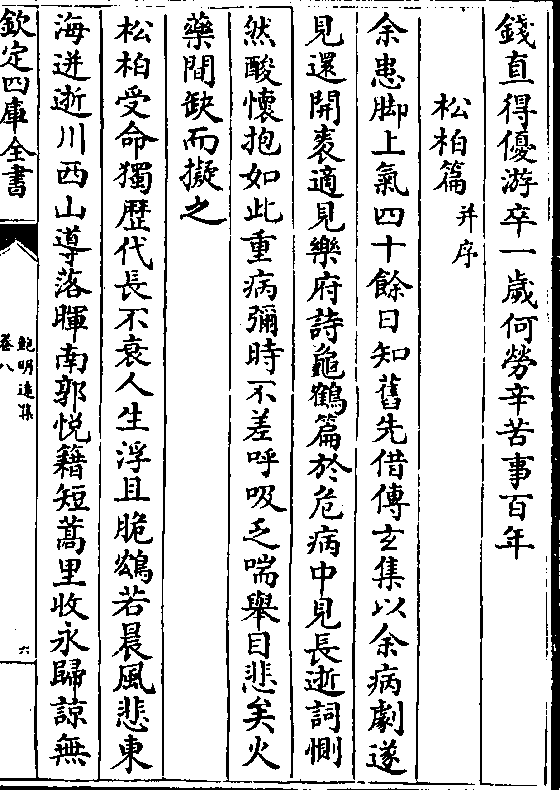 錢直得優游卒一歲何勞辛苦事百年
松柏篇并序
余患脚上氣四十餘日知舊先借傳玄集以余病劇遂
見還開袠適見樂府詩龜鶴篇於危病中見長逝詞惻
然酸懷抱如此重病彌時不差呼吸乏喘舉目悲矣火
藥間缺而擬之
松柏受命獨歴代長不衰人生浮且脆鴥若晨風悲東
海迸逝川西山導落暉南郭悅籍短蒿里收永歸諒無
欽定四庫全書
鮑明遠集
卷八
六